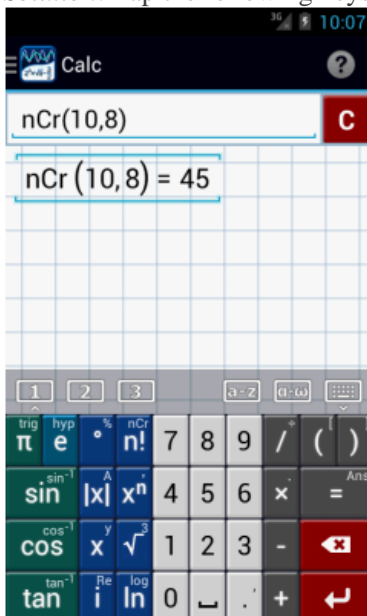 3G 10:07
Calc ?
nCr(10,8) C
nCr (10, 8) = 45
1 2 3 a-z α-ω
trig hyp % nCr ÷ [ ]
π e ° n! 7 8 9 / ( )
sin⁻¹ A Ans
sin |x| xⁿ 4 5 6 × =
cos⁻¹ y 3
cos x √ 1 2 3 -
tan⁻¹ Re log
tan i ln 0 . +